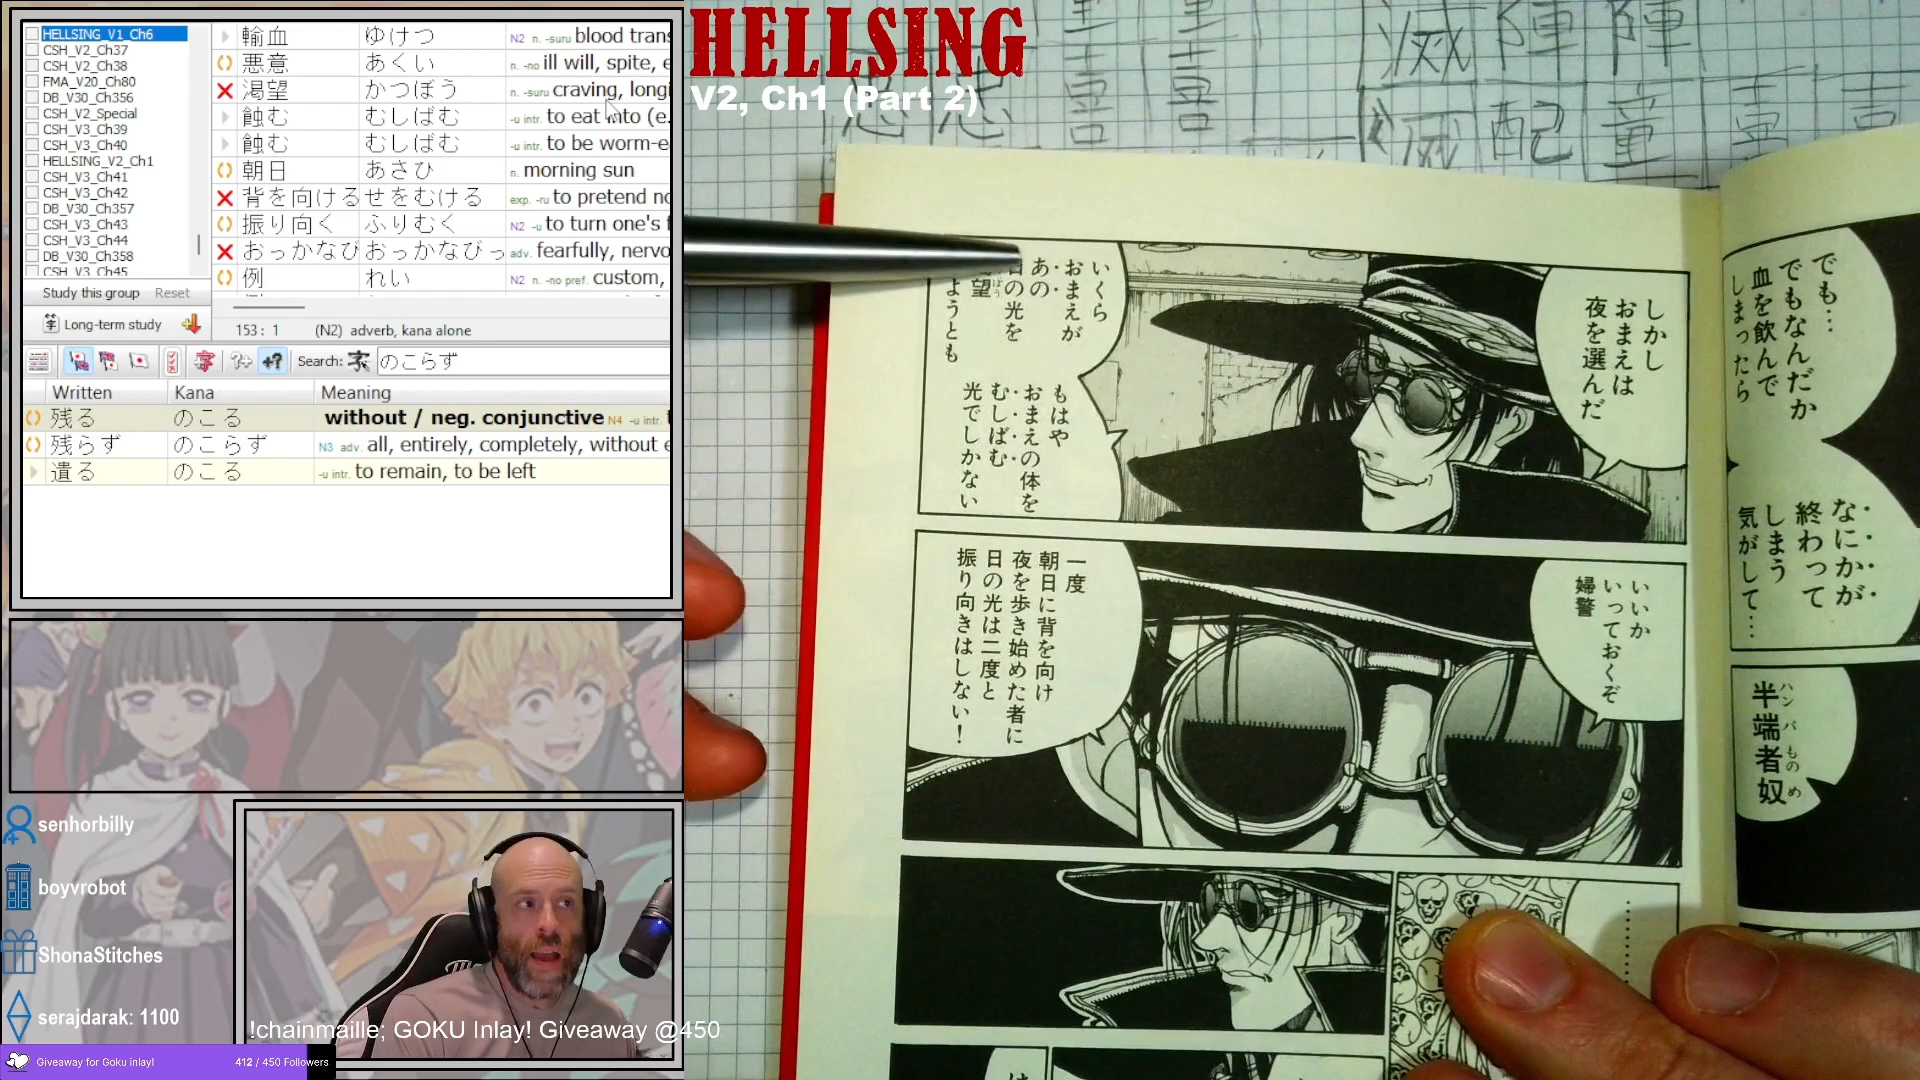 HELLSING_V1_Ch6
CSH_V2_Ch37
CSH_V2_Ch38
FMA_V20_Ch80
DB_V30_Ch356
CSH_V2_Special
CSH_V3_Ch39
CSH_V3_Ch40
HELLSING_V2_Ch1
CSH_V3_Ch41
CSH_V3_Ch42
DB_V30_Ch357
CSH_V3_Ch43
CSH_V3_Ch44
DB_V30_Ch358
CSH_V3_Ch45
Study this group Reset
Long-term study
輸血 ゆけつ N2 n. -suru blood trans
悪意 あくい n. -no ill will, spite, e
渇望 かつぼう n. -suru craving, longi
蝕む むしばむ -u intr. to eat into (e.
蝕む むしばむ -u intr. to be worm-e
朝日 あさひ n. morning sun
背を向ける せをむける exp. -ru to pretend no
振り向く ふりむく N2 -u to turn one's f
おっかなび おっかなびっ adv. fearfully, nervo
例 れい N2 n. -no pref. custom,
153: 1 (N2) adverb, kana alone
Search: のこらず
Written Kana Meaning
残る のこる without / neg. conjunctive N4 -u intr. t
残らず のこらず N3 adv. all, entirely, completely, without e
遺る のこる -u intr. to remain, to be left
senhorbilly
boyvrobot
ShonaStitches
serajdarak: 1100
!chainmaille; GOKU Inlay! Giveaway @450
Giveaway for Goku inlay! 412 / 450 Followers
HELLSING
V2, Ch1 (Part 2)
でも…
でもなんだか
血を飲んで
しまったら
なにかが
終わって
しまう
気がして…
半端者奴
ハンパものめ
しかし
おまえは
夜を選んだ
いくら
おまえが
あの
の光を
望
ようとも
もはや
おまえの体を
むしばむ
光でしかない
いいか
いっておくぞ
婦警
一度
朝日に背を向け
夜を歩き始めた者に
日の光は二度と
振り向きはしない！